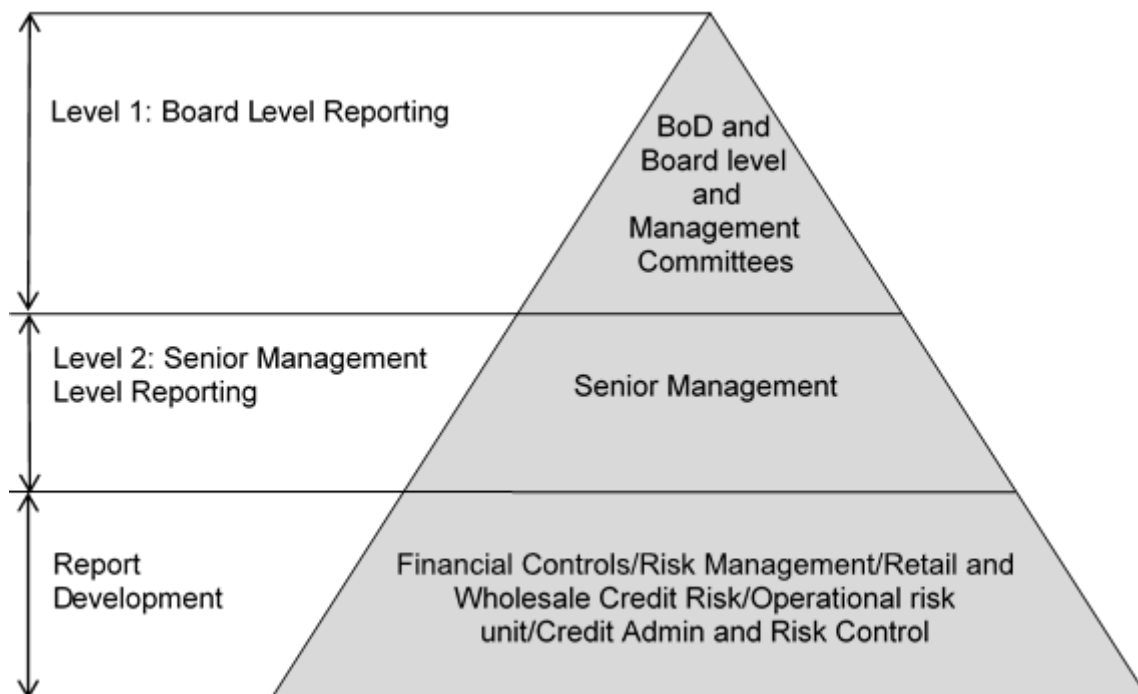 Level 1: Board Level Reporting
BoD and
Board level
and
Management
Committees
Level 2: Senior Management
Level Reporting
Senior Management
Report
Development
Financial Controls/Risk Management/Retail and
Wholesale Credit Risk/Operational risk
unit/Credit Admin and Risk Control